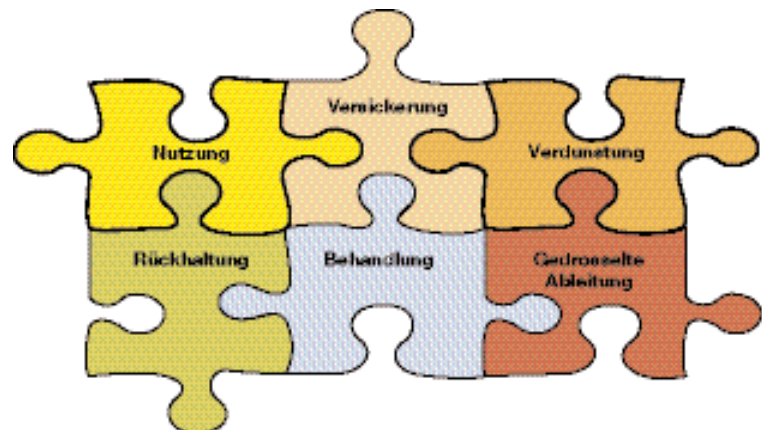 Versickerung
Nutzung
Verdunstung
Rückhaltung
Behandlung
Gedrosselte
Ableitung